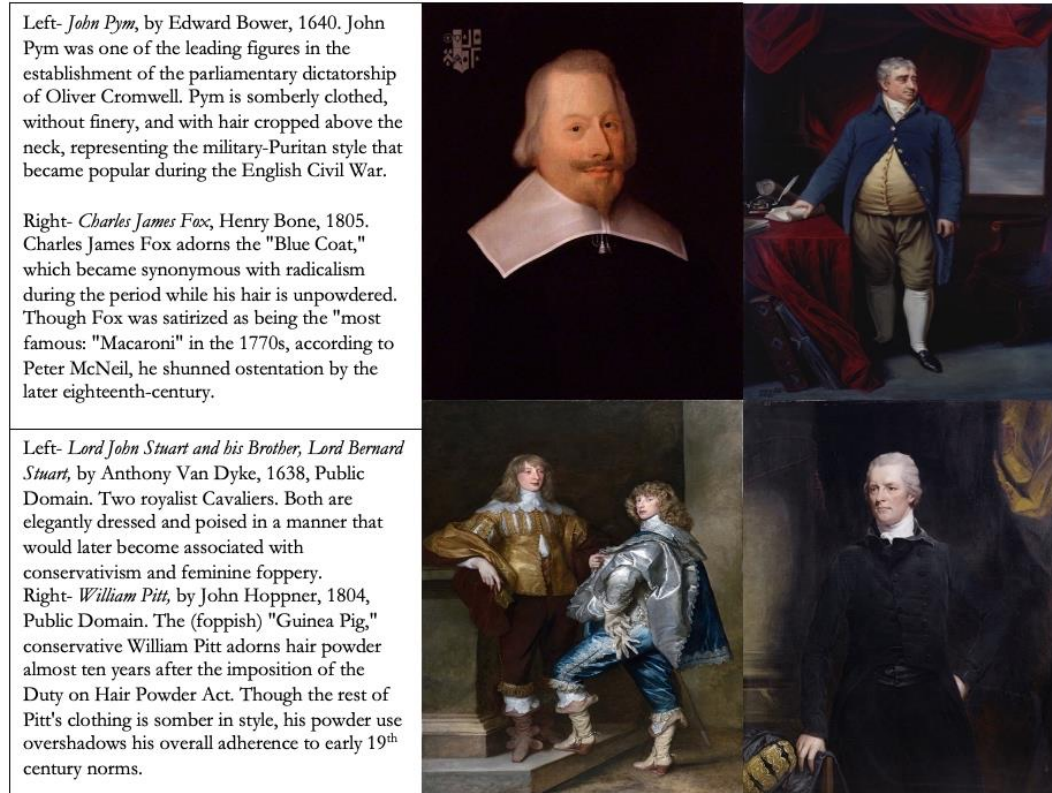 Left- John Pym, by Edward Bower, 1640. John
Pym was one of the leading figures in the
establishment of the parliamentary dictatorship
of Oliver Cromwell. Pym is somberly clothed,
without finery, and with hair cropped above the
neck, representing the military-Puritan style that
became popular during the English Civil War.
Right- Charles James Fox, Henry Bone, 1805.
Charles James Fox adorns the "Blue Coat,"
which became synonymous with radicalism
during the period while his hair is unpowdered.
Though Fox was satirized as being the "most
famous: "Macaroni" in the 1770s, according to
Peter McNeil, he shunned ostentation by the
later eighteenth-century.
Left- Lord John Stuart and his Brother, Lord Bernard
Stuart, by Anthony Van Dyke, 1638, Public
Domain. Two royalist Cavaliers. Both are
elegantly dressed and poised in a manner that
would later become associated with
conservativism and feminine foppery.
Right- William Pitt, by John Hoppner, 1804,
Public Domain. The (foppish) "Guinea Pig,"
conservative William Pitt adorns hair powder
almost ten years after the imposition of the
Duty on Hair Powder Act. Though the rest of
Pitt's clothing is somber in style, his powder use
overshadows his overall adherence to early 19th
century norms.